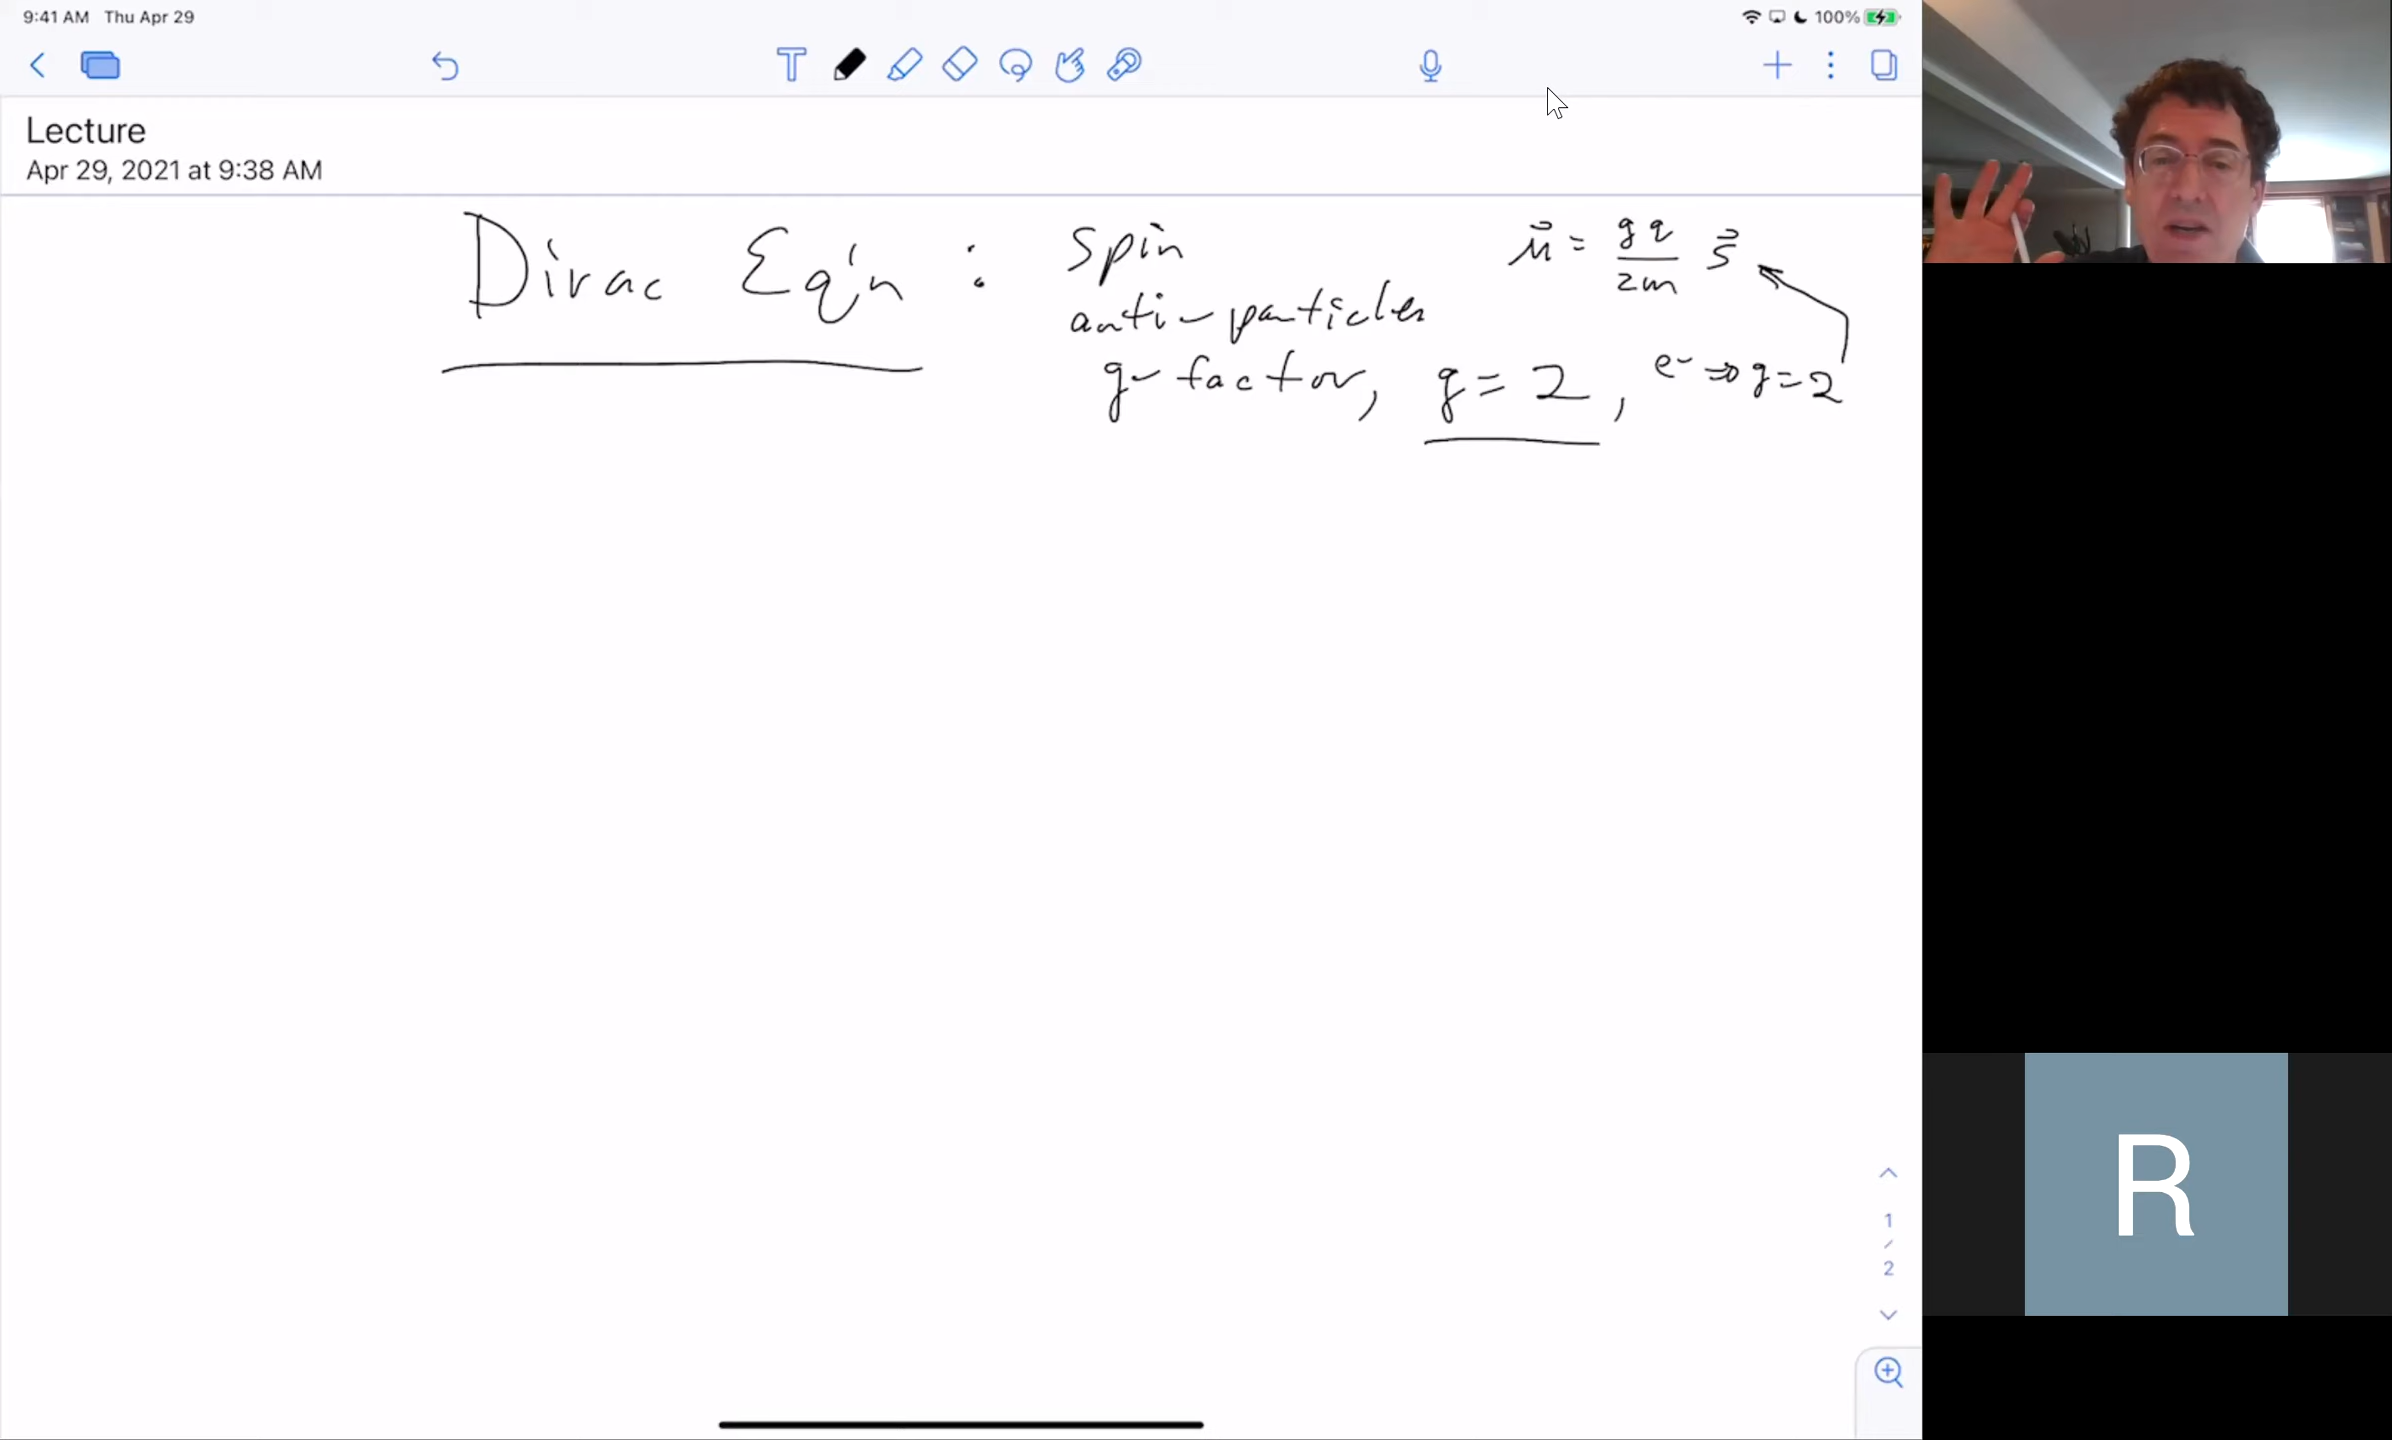 9:41 AM Thu Apr 29
100%
Lecture
Apr 29, 2021 at 9:38 AM
Dirac Eq'n : spin
anti-particles
g-factor, g = 2 , e⁻ ⇒ g=2
μ⃗ = gq/2m S⃗
1
/
2
R